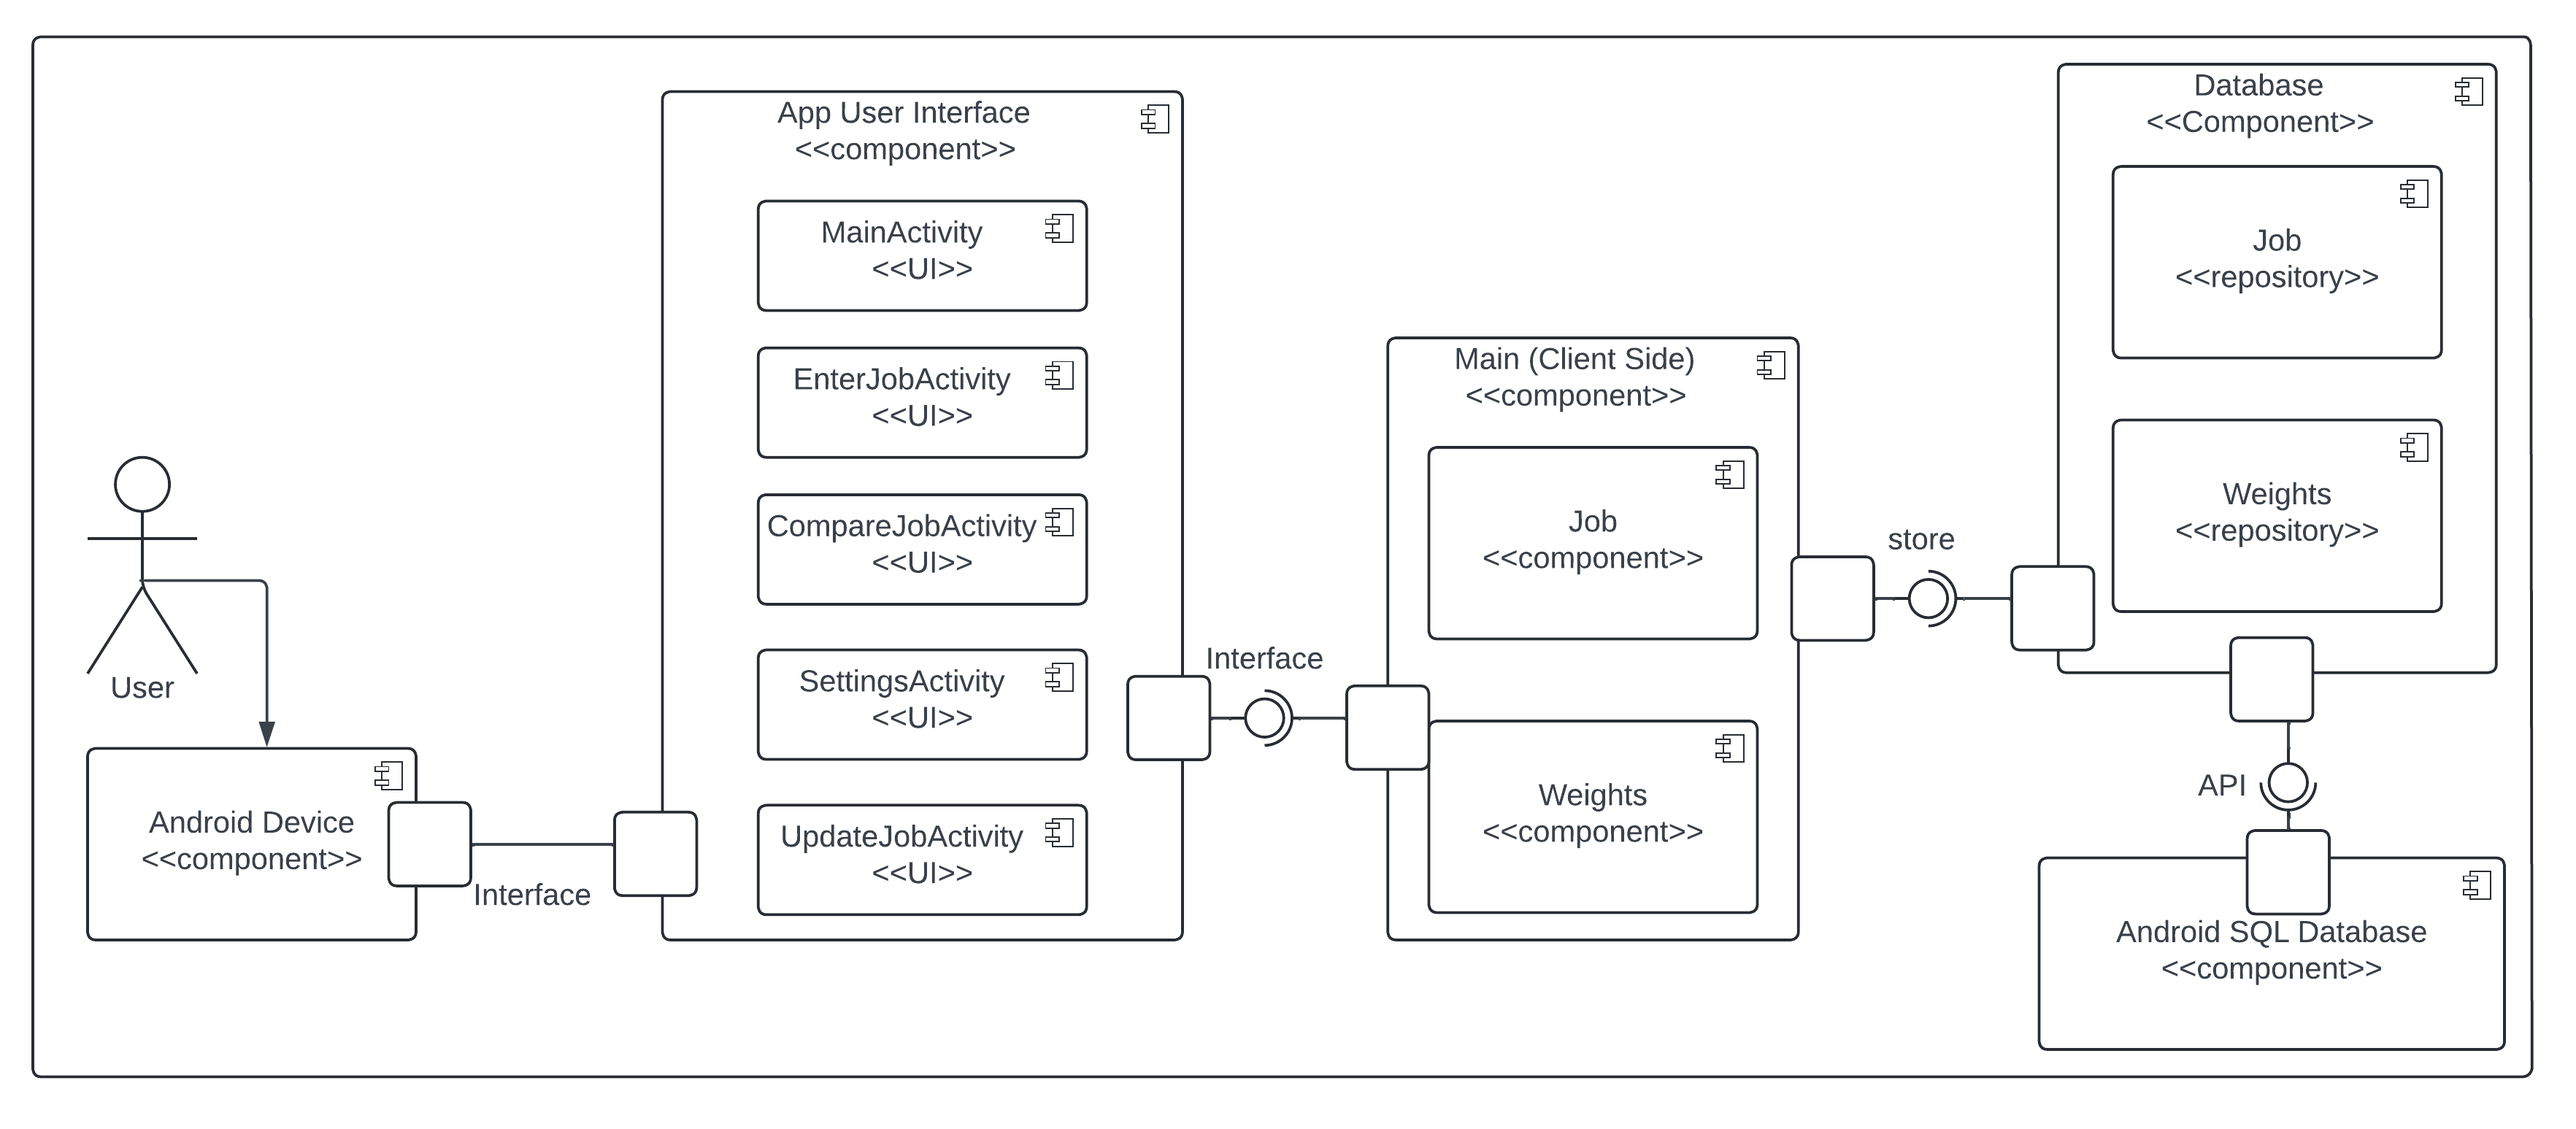 User
Android Device
<<component>>
Interface
App User Interface
<<component>>
MainActivity
<<UI>>
EnterJobActivity
<<UI>>
CompareJobActivity
<<UI>>
SettingsActivity
<<UI>>
UpdateJobActivity
<<UI>>
Interface
Main (Client Side)
<<component>>
Job
<<component>>
Weights
<<component>>
store
Database
<<Component>>
Job
<<repository>>
Weights
<<repository>>
API
Android SQL Database
<<component>>